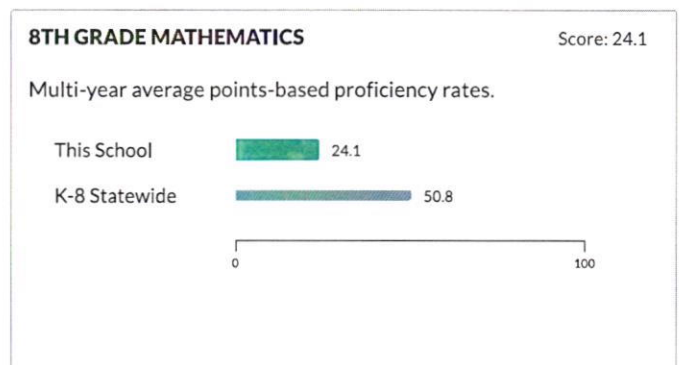 8TH GRADE MATHEMATICS Score: 24.1
Multi-year average points-based proficiency rates.
This School 24.1
K-8 Statewide 50.8
0 100